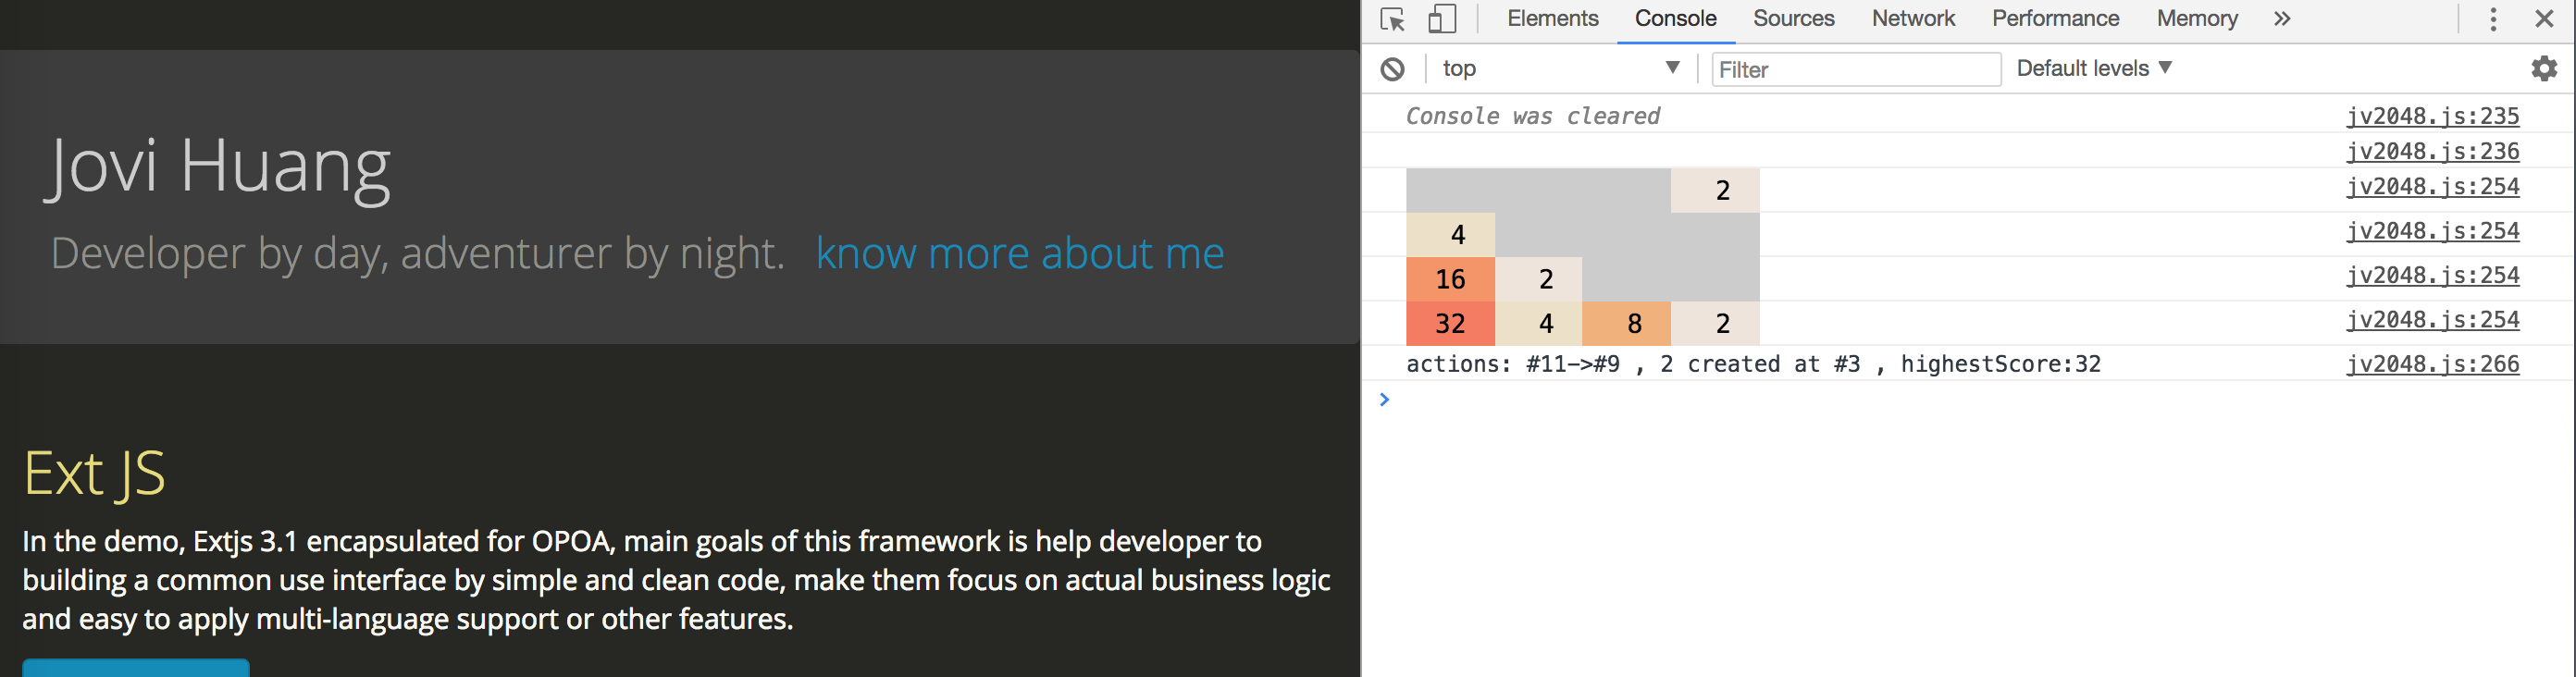 Jovi Huang
Developer by day, adventurer by night. know more about me
Ext JS
In the demo, Extjs 3.1 encapsulated for OPOA, main goals of this framework is help developer to
building a common use interface by simple and clean code, make them focus on actual business logic
and easy to apply multi-language support or other features.
Elements Console Sources Network Performance Memory »
top Filter Default levels
Console was cleared jv2048.js:235
jv2048.js:236
2 jv2048.js:254
4 jv2048.js:254
16 2 jv2048.js:254
32 4 8 2 jv2048.js:254
actions: #11->#9 , 2 created at #3 , highestScore:32 jv2048.js:266